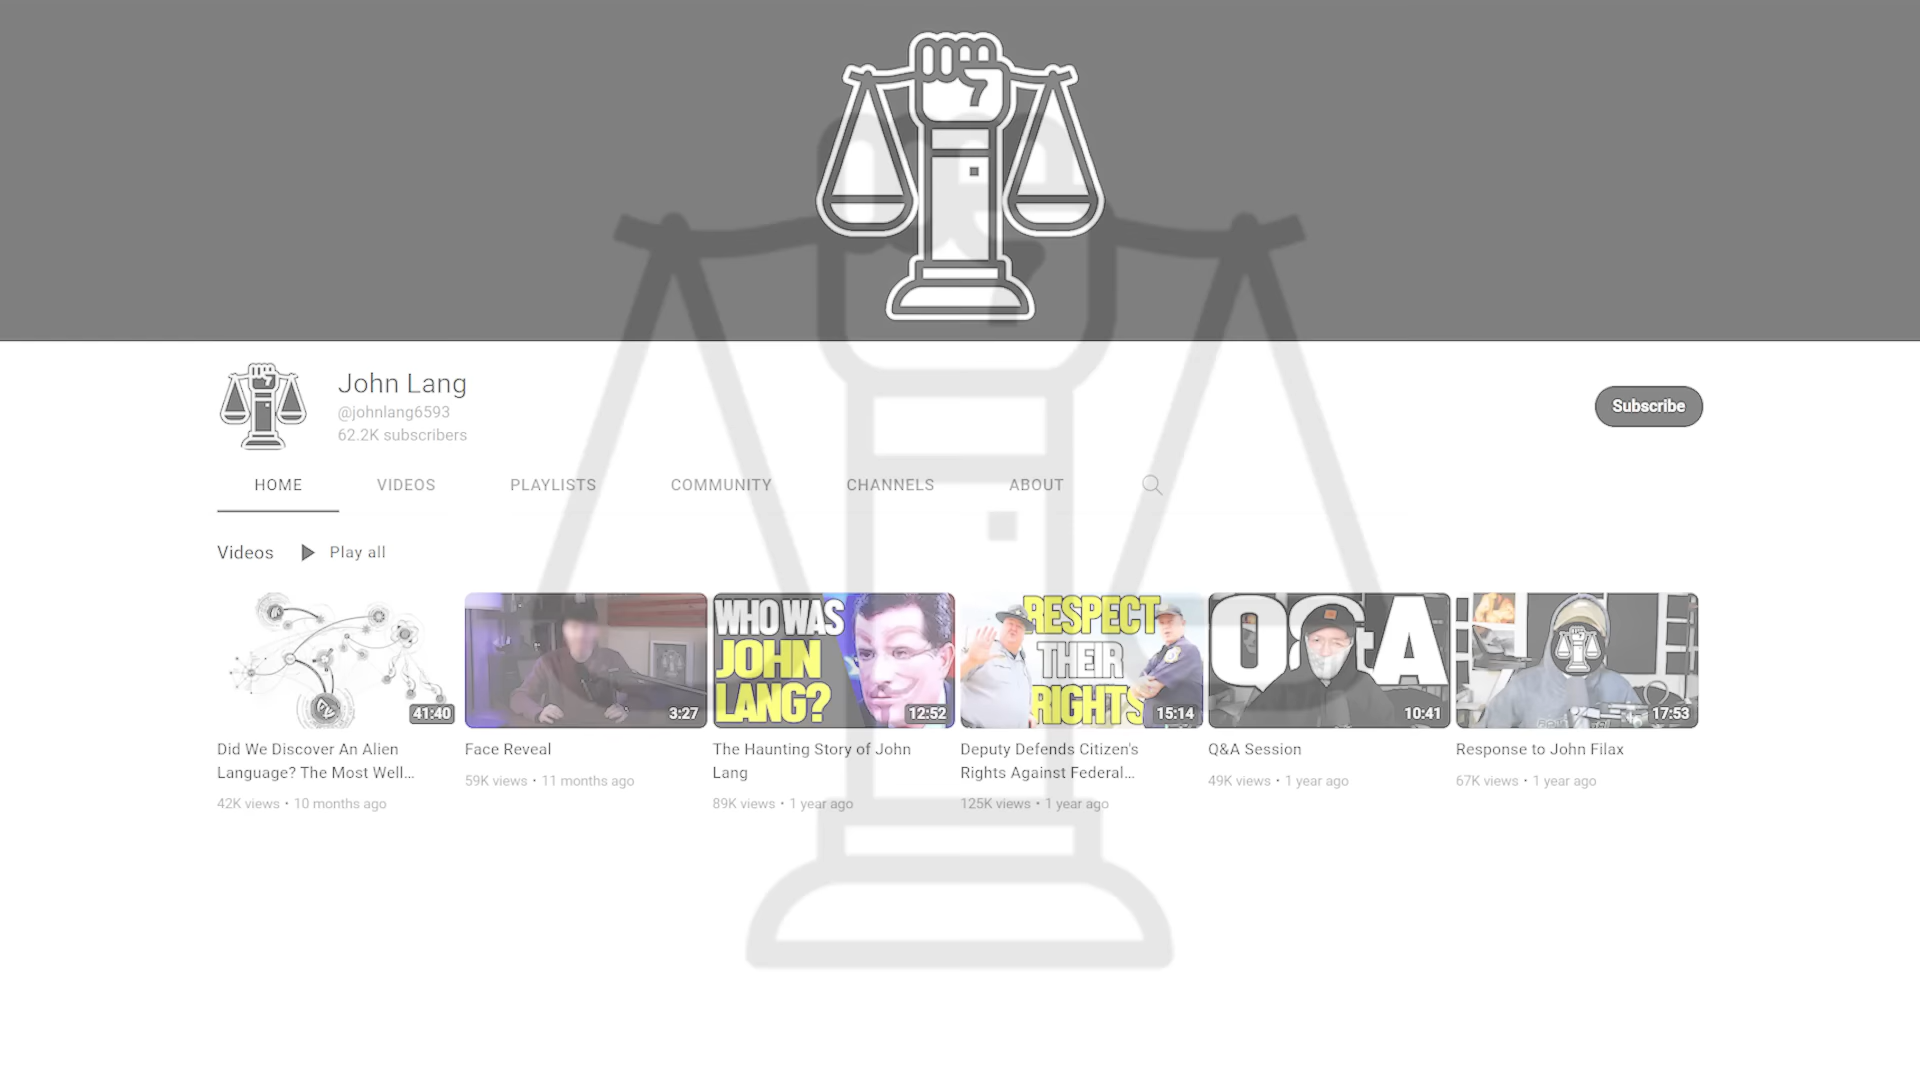 7
John Lang
@johnlang6593
62.2K subscribers
Subscribe
HOME VIDEOS PLAYLISTS COMMUNITY CHANNELS ABOUT
Videos Play all
41:40
3:27
WHO WAS
JOHN
LANG?
12:52
RESPECT
THEIR
RIGHTS
15:14
Q&A
10:41
17:53
Did We Discover An Alien
Language? The Most Well...
42K views • 10 months ago
Face Reveal
59K views • 11 months ago
The Haunting Story of John
Lang
89K views • 1 year ago
Deputy Defends Citizen's
Rights Against Federal...
125K views • 1 year ago
Q&A Session
49K views • 1 year ago
Response to John Filax
67K views • 1 year ago